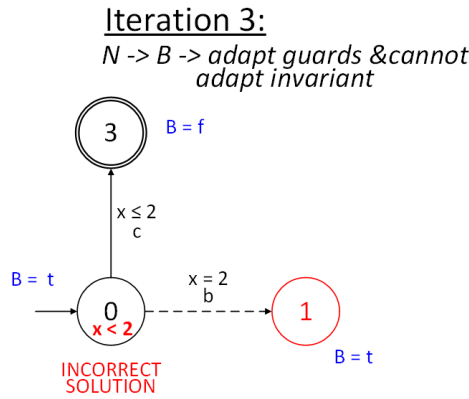 Iteration 3:
N -> B -> adapt guards &cannot
adapt invariant
3
B = f
x ≤ 2
c
B = t
x = 2
b
0
x < 2
1
INCORRECT
SOLUTION
B = t